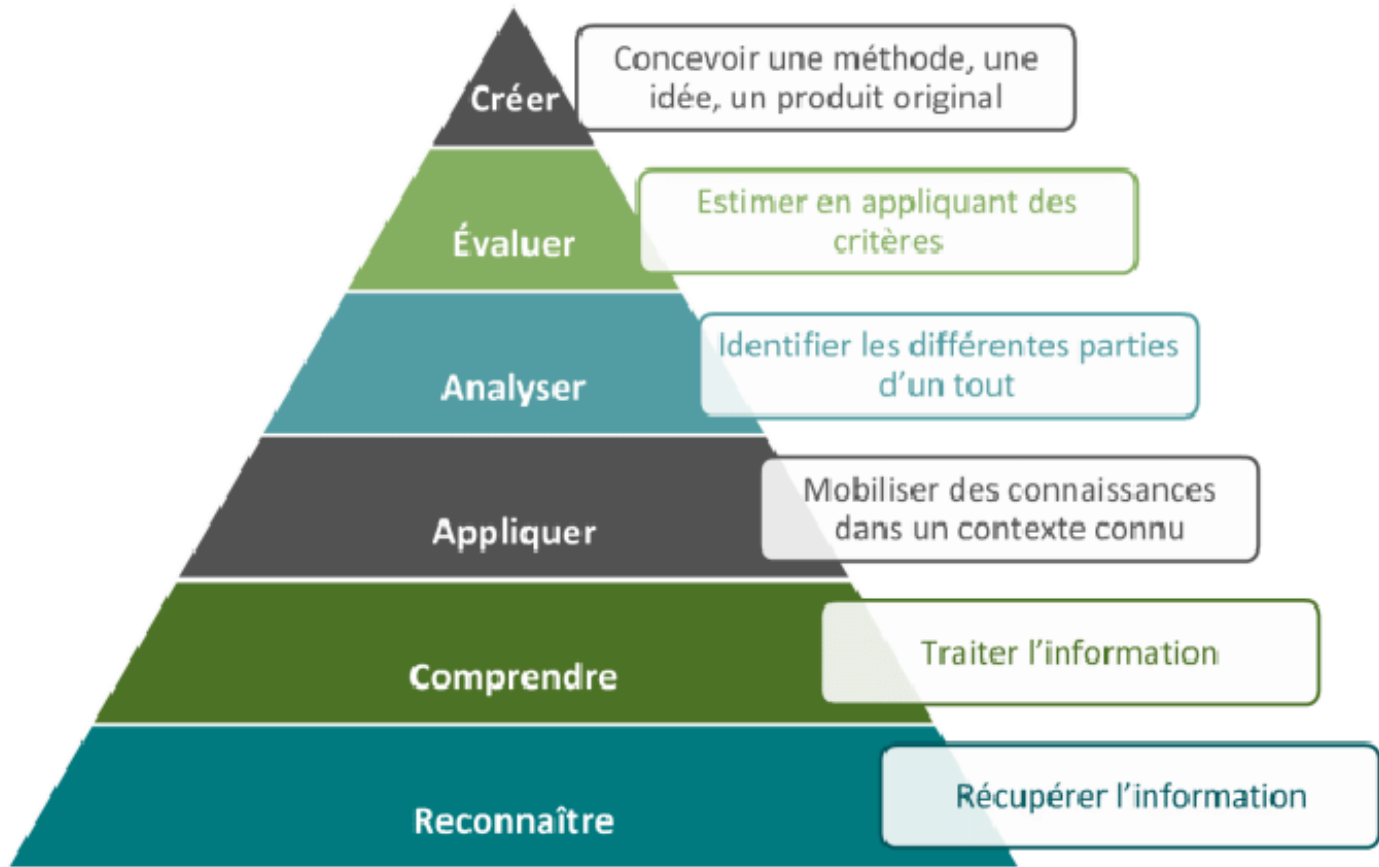 Créer
Concevoir une méthode, une
idée, un produit original
Évaluer
Estimer en appliquant des
critères
Analyser
Identifier les différentes parties
d'un tout
Appliquer
Mobiliser des connaissances
dans un contexte connu
Comprendre
Traiter l'information
Reconnaître
Récupérer l'information